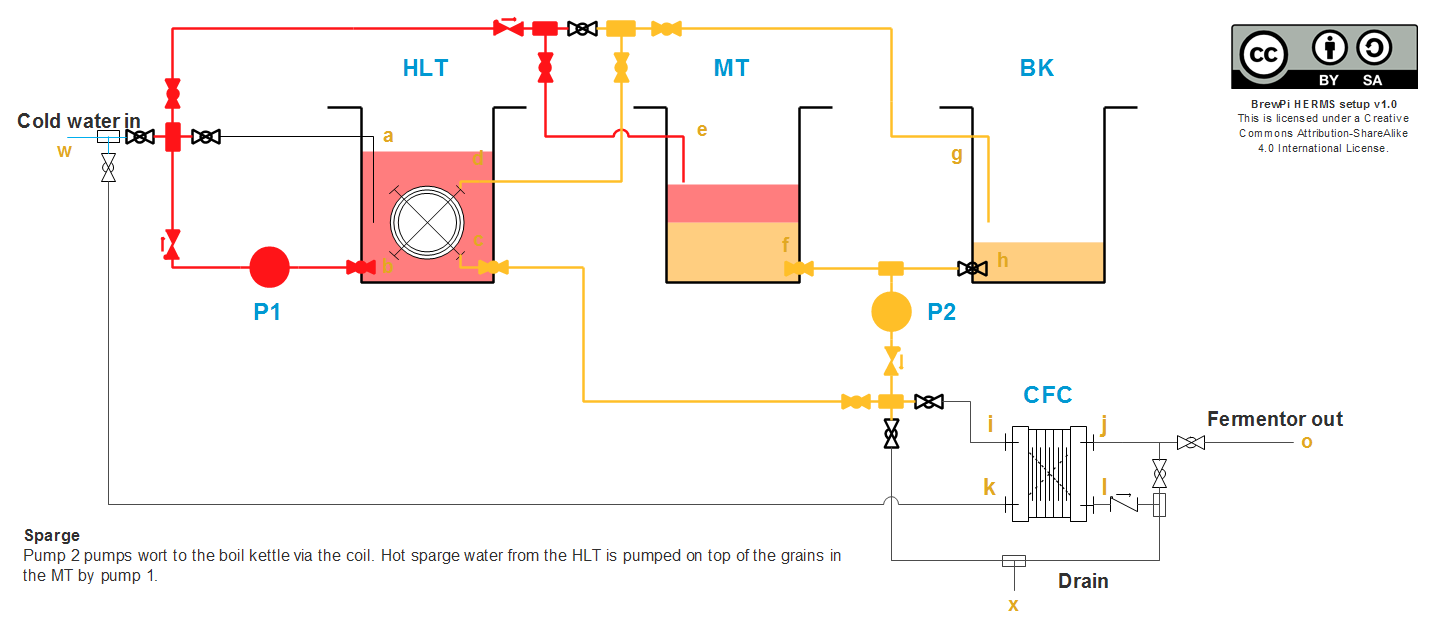 HLT
MT
BK
cc
BY SA
BrewPi HERMS setup v1.0
This is licensed under a Creative
Commons Attribution-ShareAlike
4.0 International License.
Cold water in
w
a
d
c
b
e
f
g
h
P1
P2
CFC
i
j
k
l
Fermentor out
o
Drain
x
Sparge
Pump 2 pumps wort to the boil kettle via the coil. Hot sparge water from the HLT is pumped on top of the grains in
the MT by pump 1.